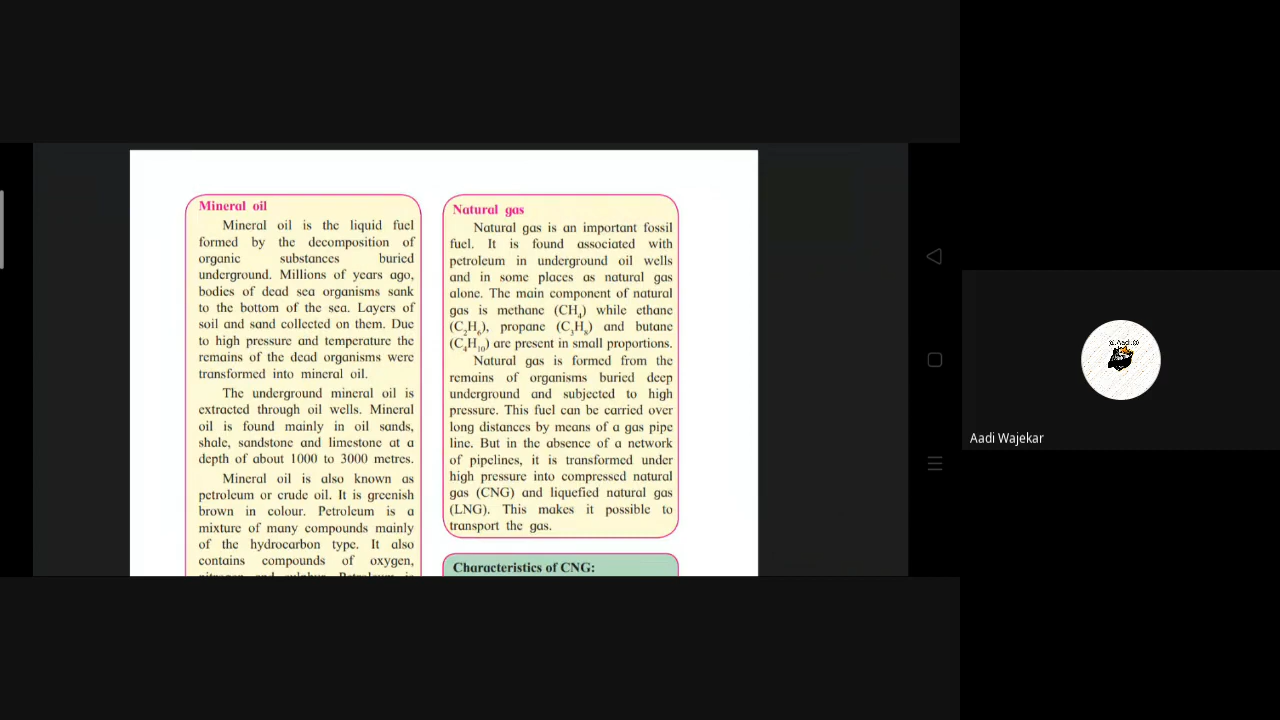 Mineral oil
Mineral oil is the liquid fuel
formed by the decomposition of
organic substances buried
underground. Millions of years ago,
bodies of dead sea organisms sank
to the bottom of the sea. Layers of
soil and sand collected on them. Due
to high pressure and temperature the
remains of the dead organisms were
transformed into mineral oil.
The underground mineral oil is
extracted through oil wells. Mineral
oil is found mainly in oil sands,
shale, sandstone and limestone at a
depth of about 1000 to 3000 metres.
Mineral oil is also known as
petroleum or crude oil. It is greenish
brown in colour. Petroleum is a
mixture of many compounds mainly
of the hydrocarbon type. It also
contains compounds of oxygen,
Natural gas
Natural gas is an important fossil
fuel. It is found associated with
petroleum in underground oil wells
and in some places as natural gas
alone. The main component of natural
gas is methane (CH₄) while ethane
(C₂H₆), propane (C₃H₈) and butane
(C₄H₁₀) are present in small proportions.
Natural gas is formed from the
remains of organisms buried deep
underground and subjected to high
pressure. This fuel can be carried over
long distances by means of a gas pipe
line. But in the absence of a network
of pipelines, it is transformed under
high pressure into compressed natural
gas (CNG) and liquefied natural gas
(LNG). This makes it possible to
transport the gas.
Characteristics of CNG:
Aadi Wajekar